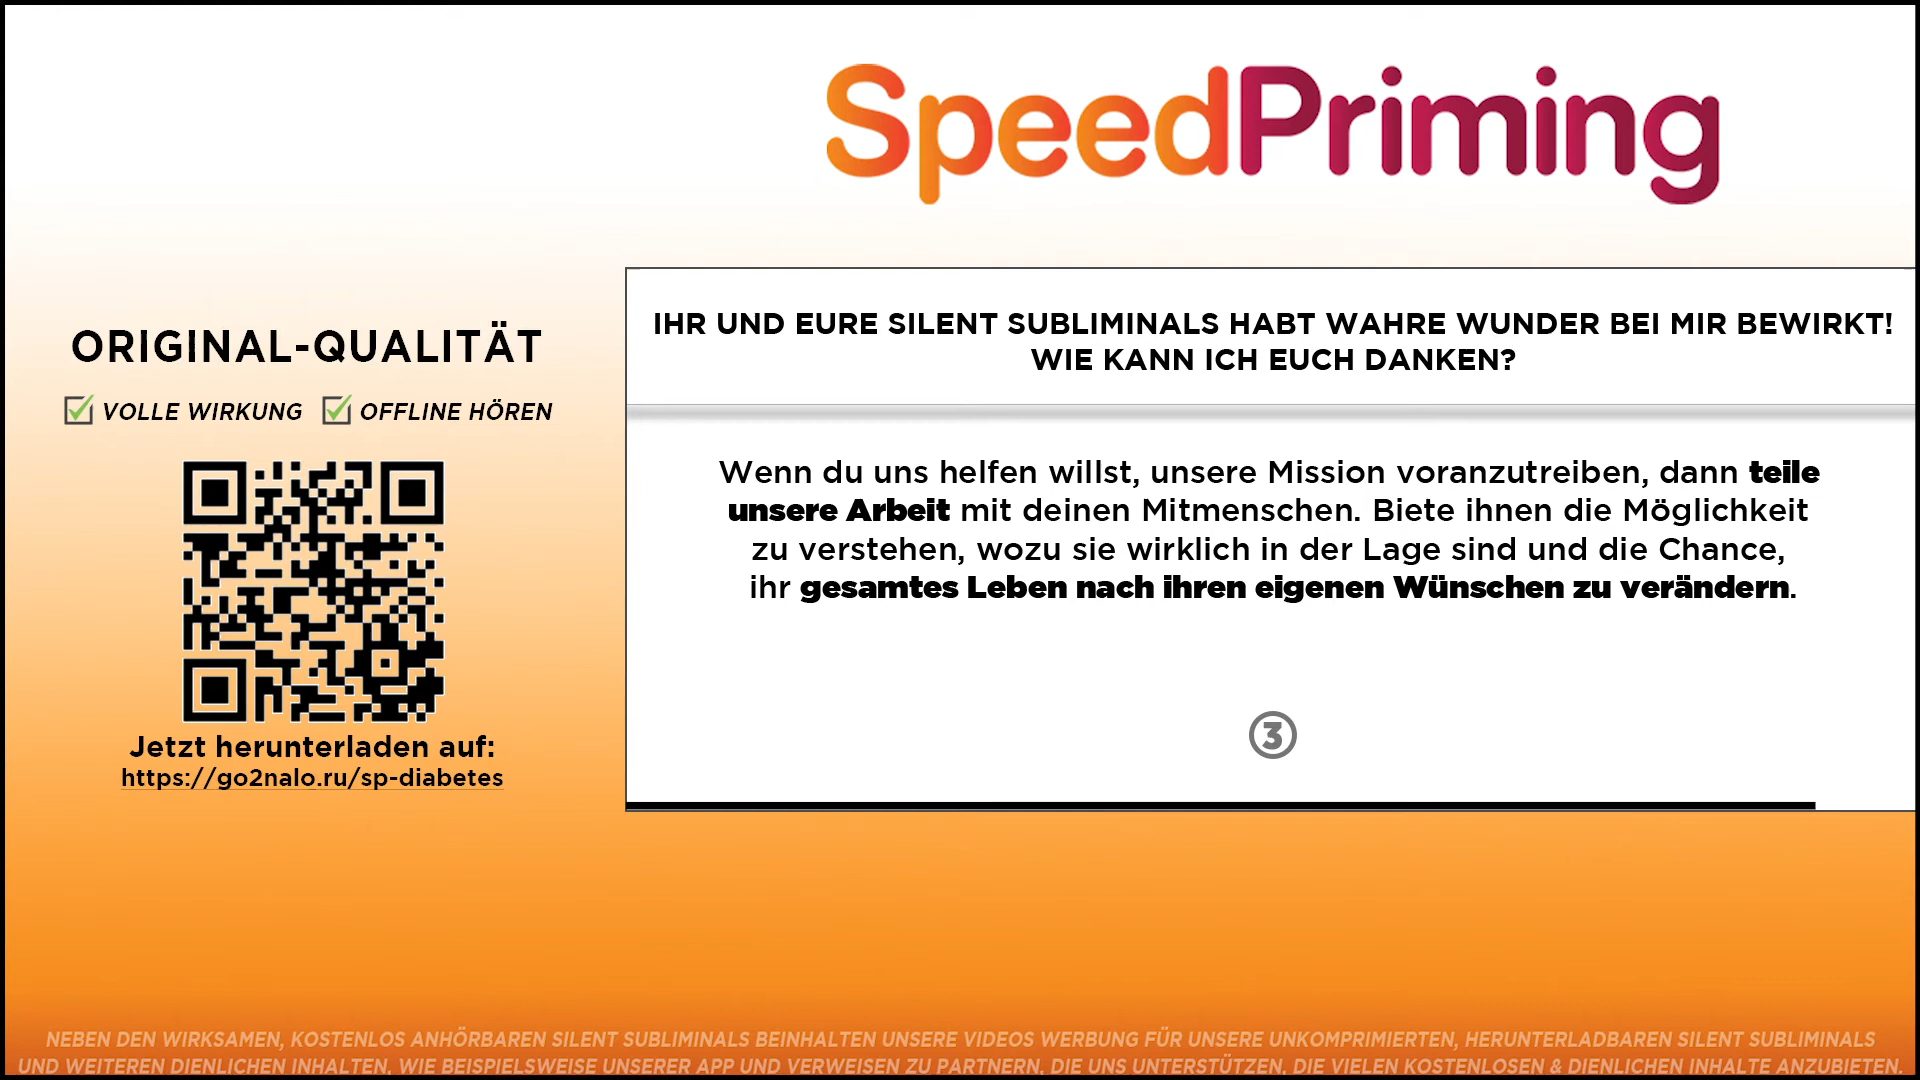 SpeedPriming
ORIGINAL-QUALITÄT
VOLLE WIRKUNG OFFLINE HÖREN
Jetzt herunterladen auf:
https://go2nalo.ru/sp-diabetes
IHR UND EURE SILENT SUBLIMINALS HABT WAHRE WUNDER BEI MIR BEWIRKT!
WIE KANN ICH EUCH DANKEN?
Wenn du uns helfen willst, unsere Mission voranzutreiben, dann teile
unsere Arbeit mit deinen Mitmenschen. Biete ihnen die Möglichkeit
zu verstehen, wozu sie wirklich in der Lage sind und die Chance,
ihr gesamtes Leben nach ihren eigenen Wünschen zu verändern.
3
NEBEN DEN WIRKSAMEN, KOSTENLOS ANHÖRBAREN SILENT SUBLIMINALS BEINHALTEN UNSERE VIDEOS WERBUNG FÜR UNSERE UNKOMPRIMIERTEN, HERUNTERLADBAREN SILENT SUBLIMINALS
UND WEITEREN DIENLICHEN INHALTEN, WIE BEISPIELSWEISE UNSERER APP UND VERWEISEN ZU PARTNERN, DIE UNS UNTERSTÜTZEN, DIE VIELEN KOSTENLOSEN & DIENLICHEN INHALTE ANZUBIETEN.